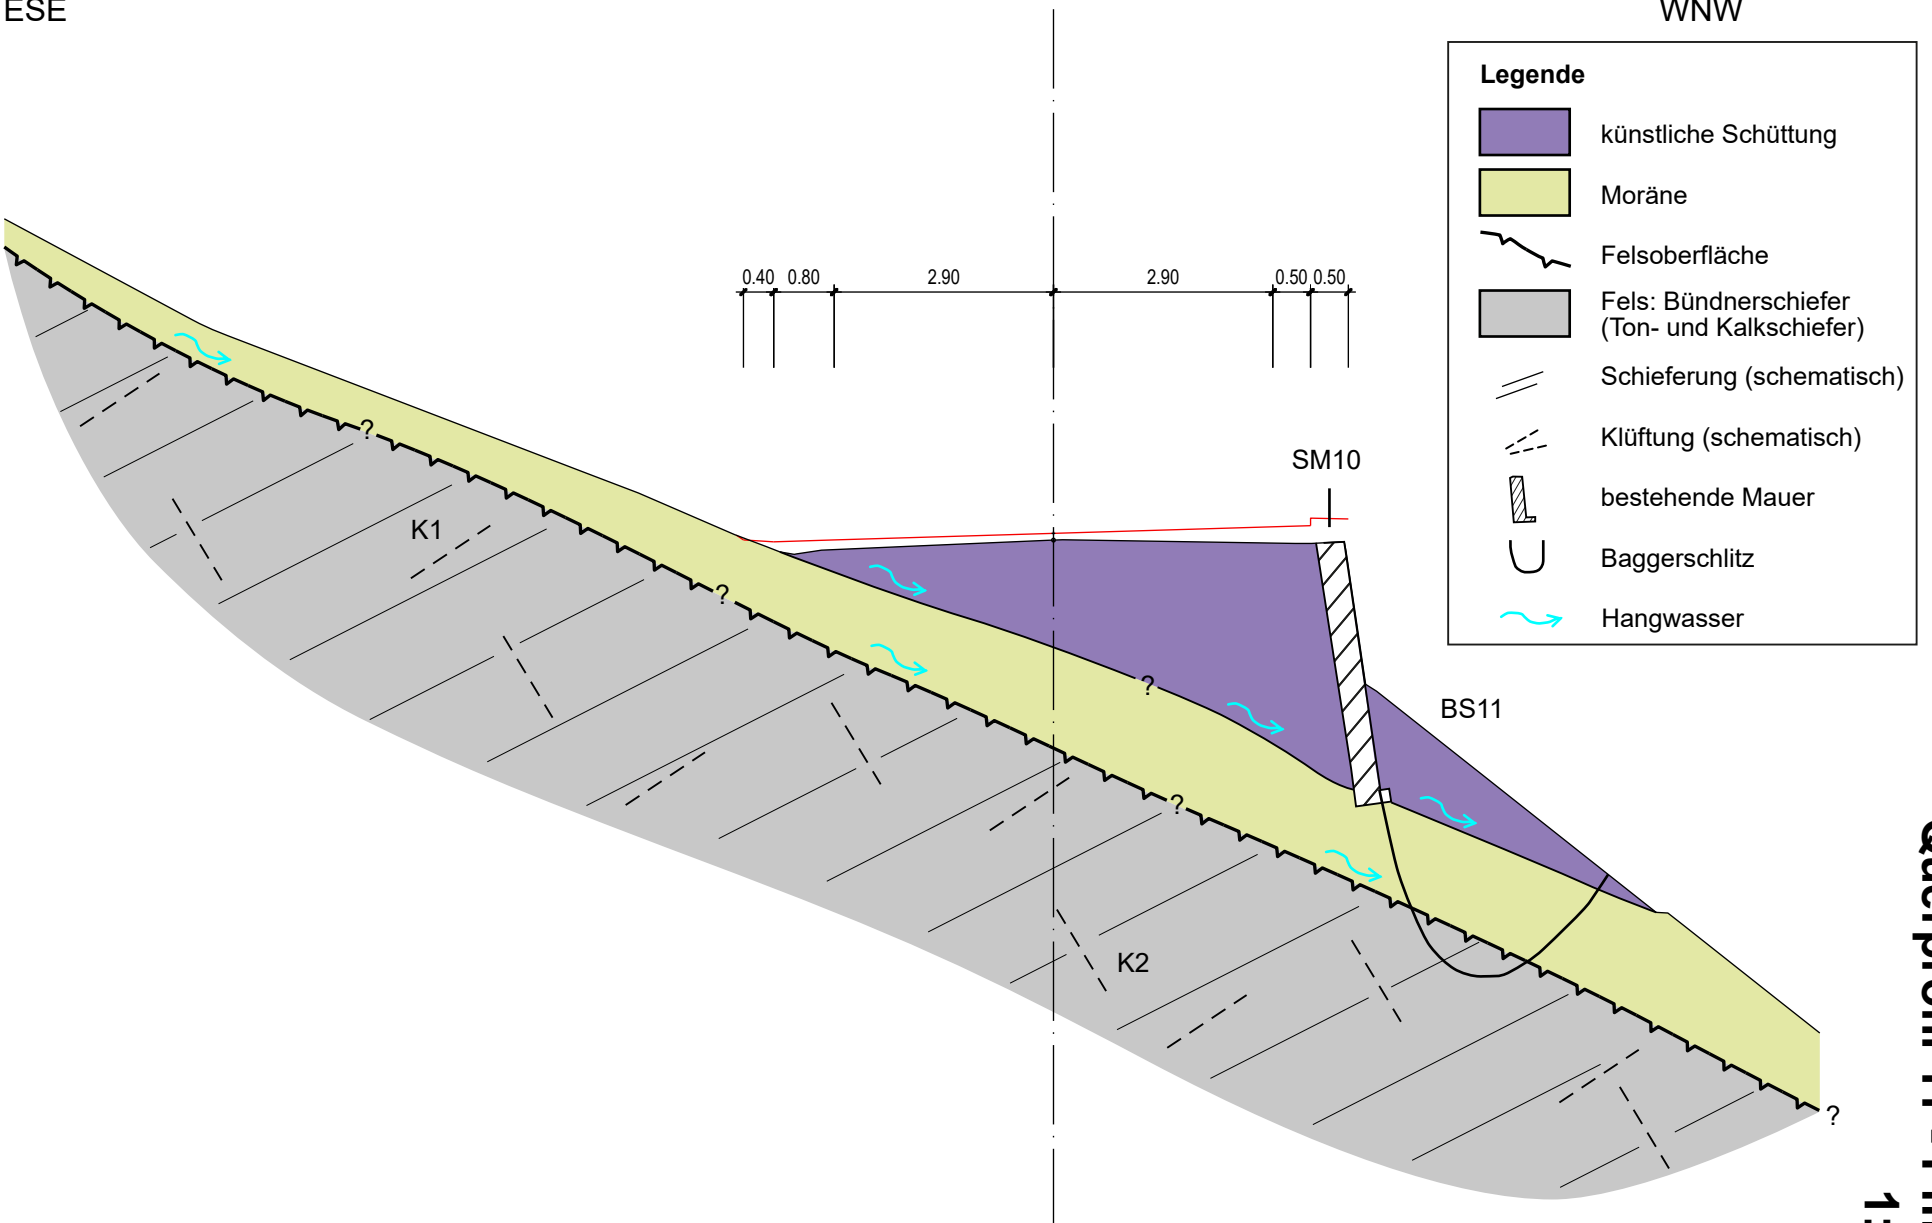 ESE
WNW
Legende
künstliche Schüttung
Moräne
Felsoberfläche
Fels: Bündnerschiefer
(Ton- und Kalkschiefer)
Schieferung (schematisch)
Klüftung (schematisch)
bestehende Mauer
Baggerschlitz
Hangwasser
0.40 0.80 2.90 2.90 0.50 0.50
SM10
BS11
K1
K2
?
?
?
?
?